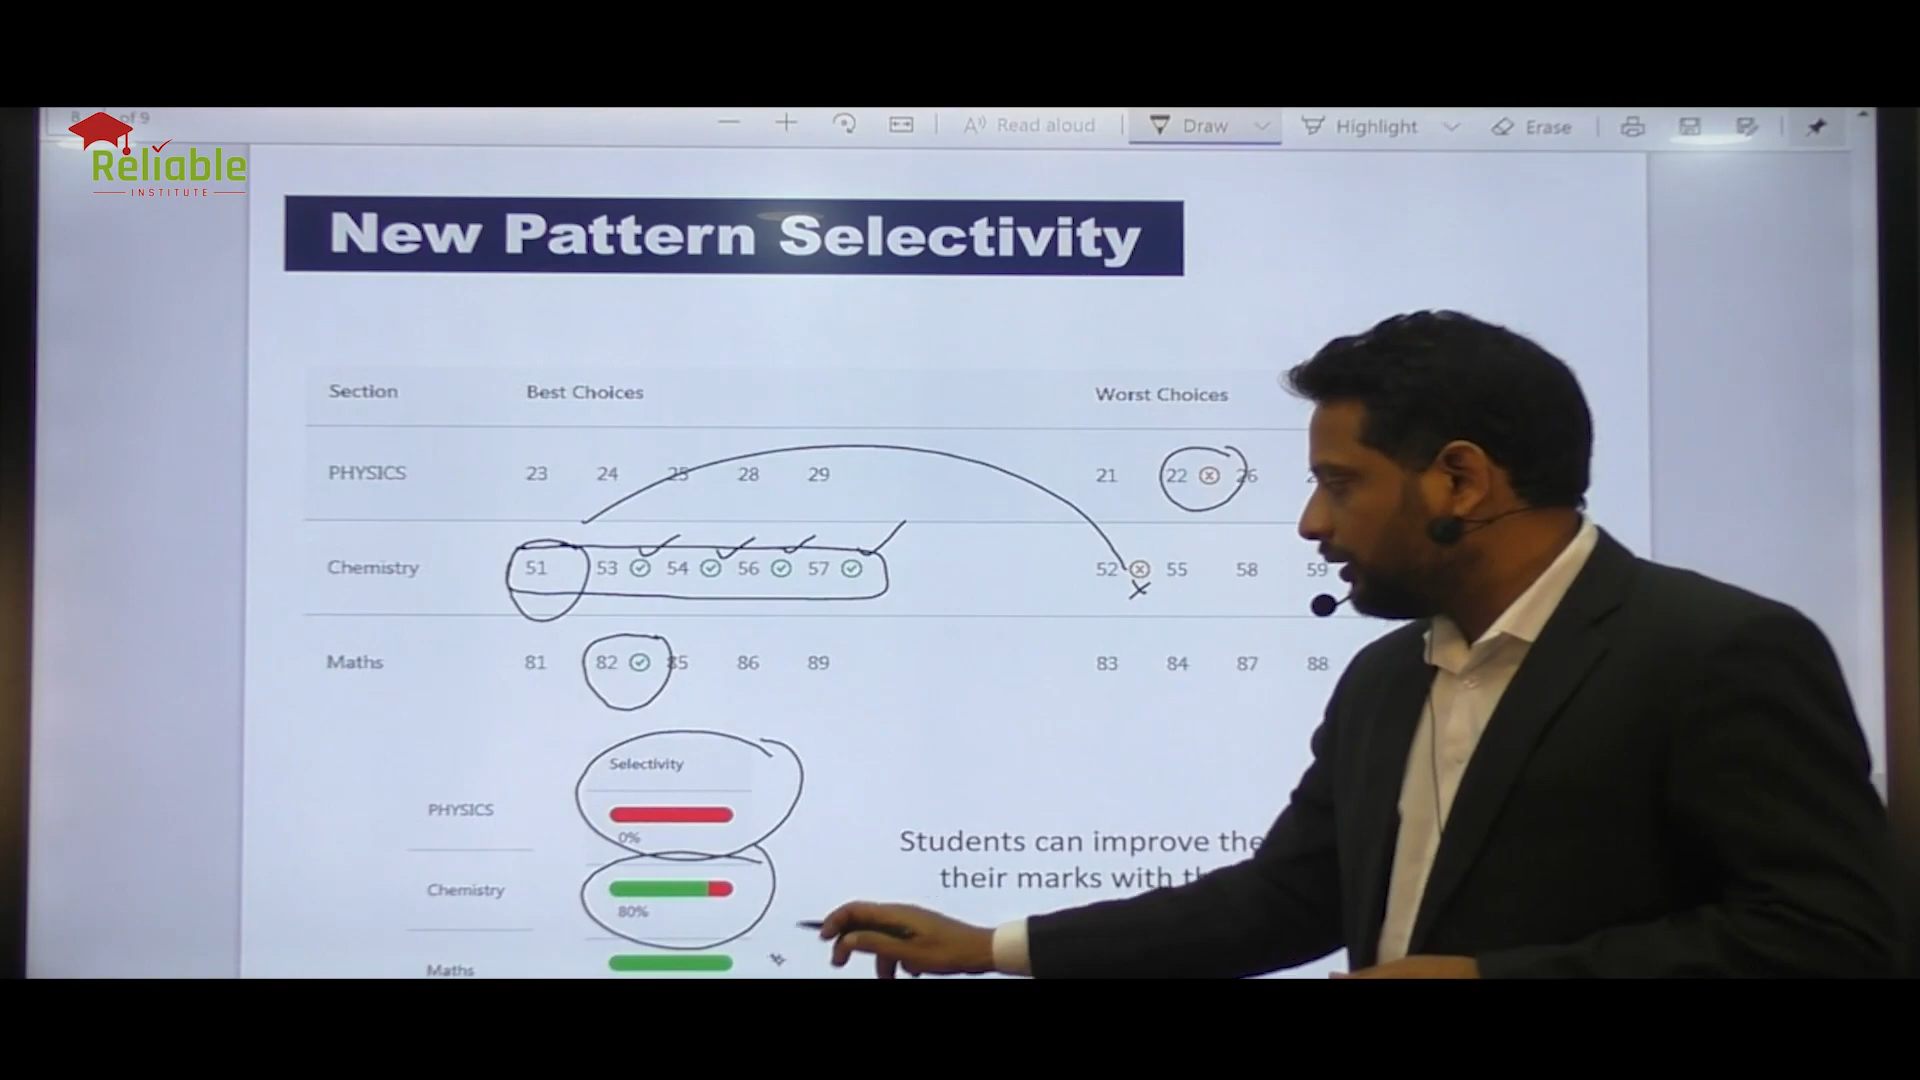 8 of 9
Read aloud
Draw
Highlight
Erase
Reliable
INSTITUTE
New Pattern Selectivity
Section Best Choices Worst Choices
PHYSICS 23 24 25 28 29 21 22 26
Chemistry 51 53 54 56 57 52 55 58 59
Maths 81 82 85 86 89 83 84 87 88
Selectivity
PHYSICS
0%
Students can improve the
their marks with
Chemistry
80%
Maths